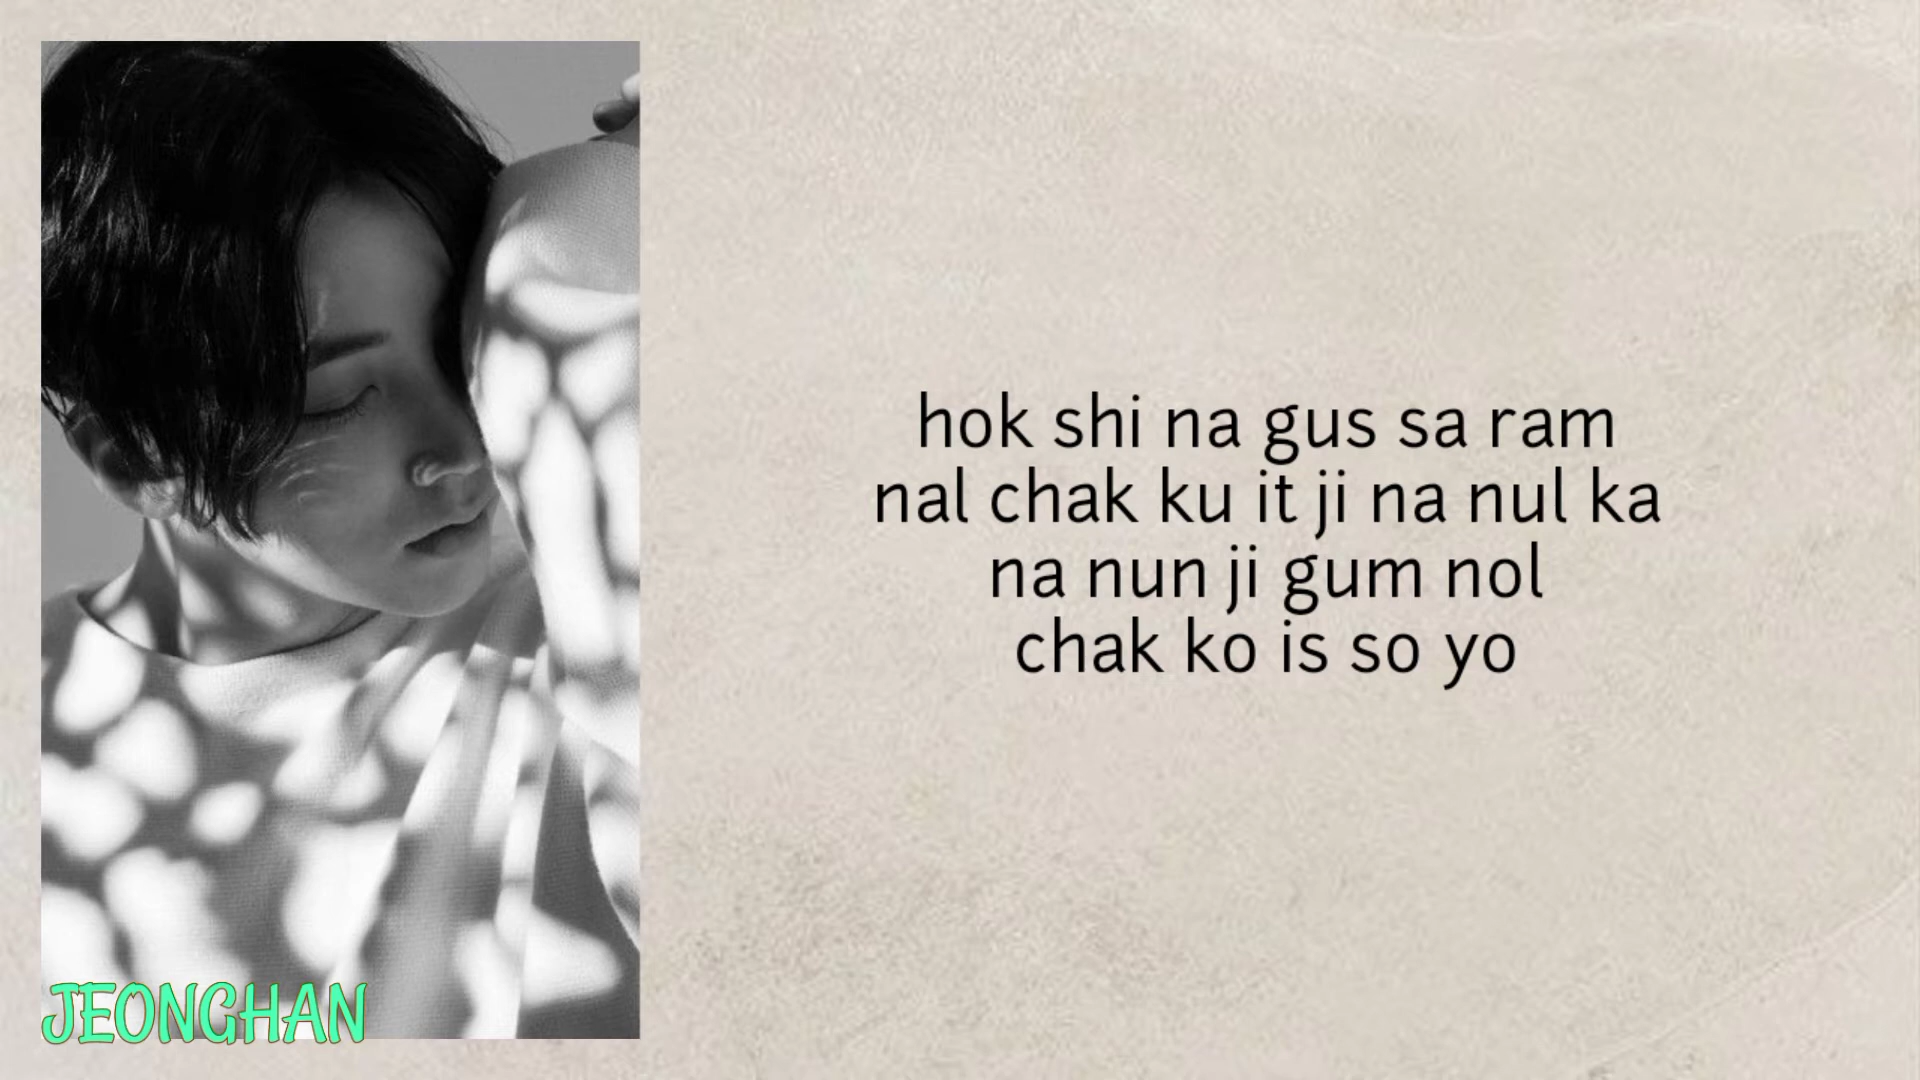 hok shi na gus sa ram
nal chak ku it ji na nul ka
na nun ji gum nol
chak ko is so yo
JEONGHAN